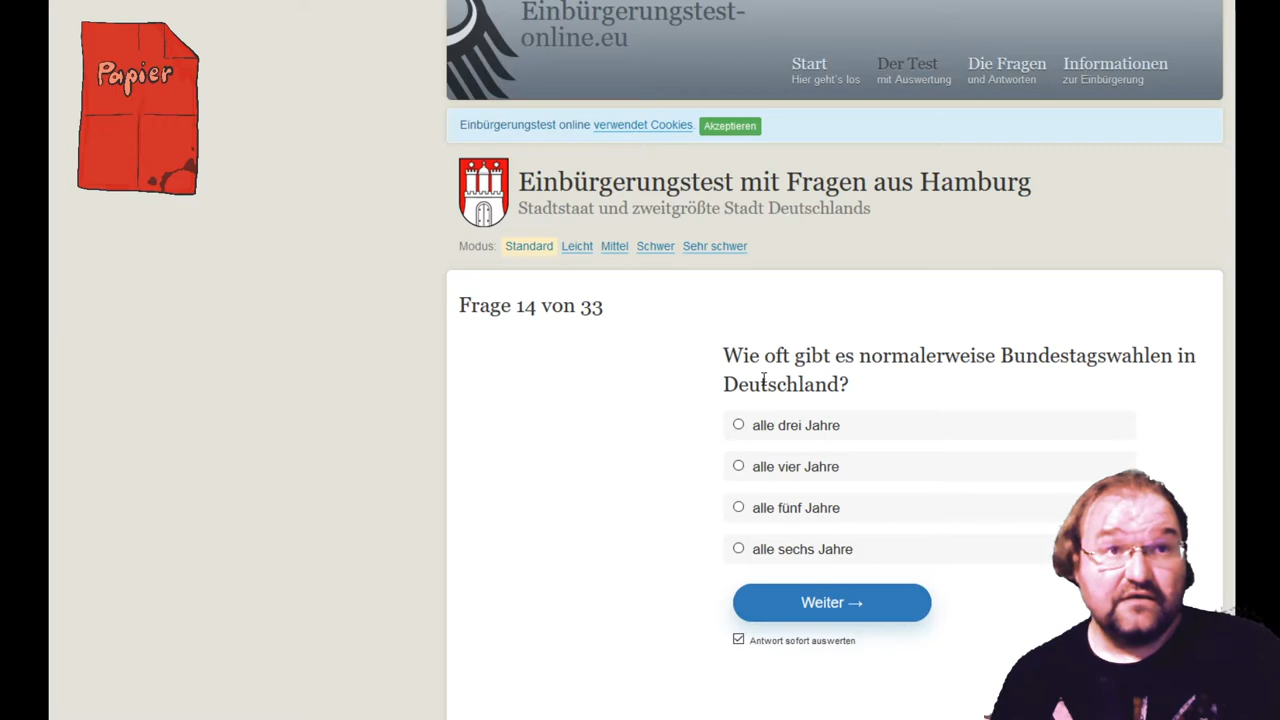 Papier
Einbürgerungstest-
online.eu
Start
Hier geht's los
Der Test
mit Auswertung
Die Fragen
und Antworten
Informationen
zur Einbürgerung
Einbürgerungstest online verwendet Cookies. Akzeptieren
Einbürgerungstest mit Fragen aus Hamburg
Stadtstaat und zweitgrößte Stadt Deutschlands
Modus: Standard Leicht Mittel Schwer Sehr schwer
Frage 14 von 33
Wie oft gibt es normalerweise Bundestagswahlen in
Deutschland?
alle drei Jahre
alle vier Jahre
alle fünf Jahre
alle sechs Jahre
Weiter →
Antwort sofort auswerten